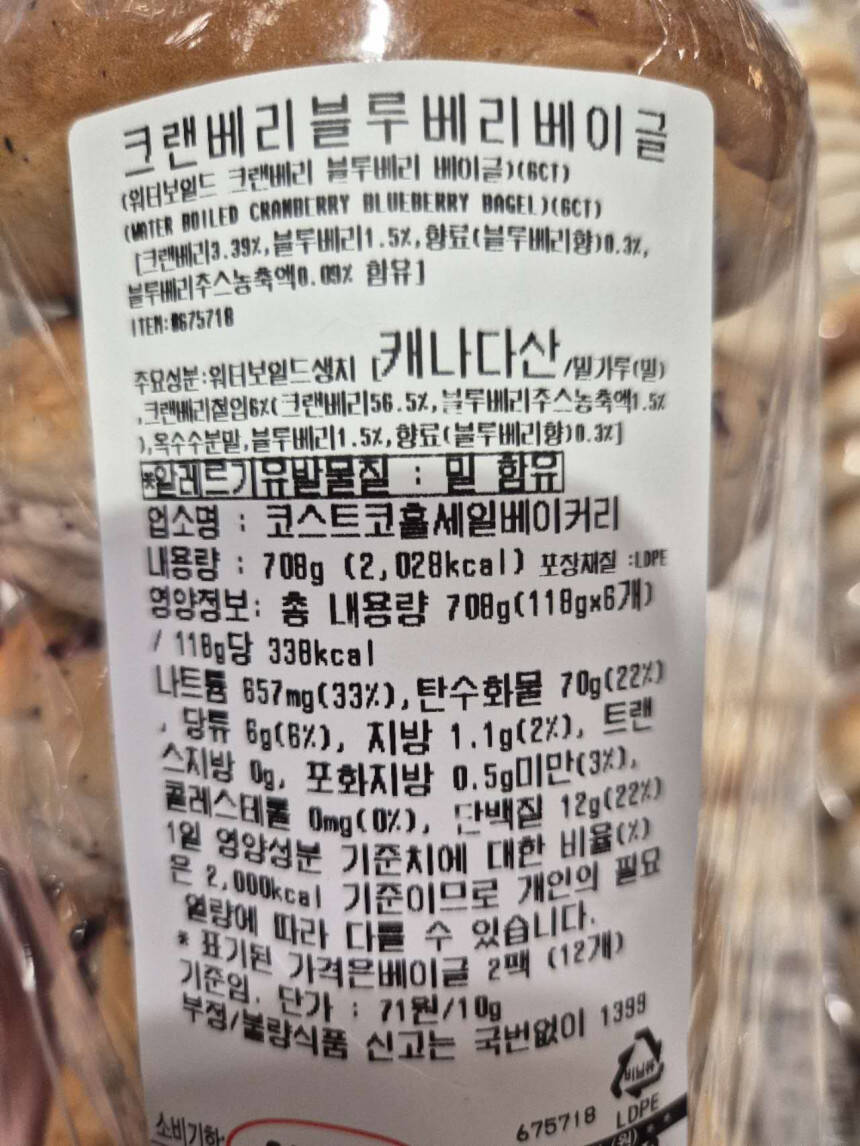 크랜베리블루베리베이글
(워터보일드 크랜베리 블루베리 베이글)(6CT)
(WATER BOILED CRANBERRY BLUEBERRY BAGEL)(6CT)
[크랜베리3.39%,블루베리1.5%,향료(블루베리향)0.3%,
블루베리주스농축액0.09% 함유]
ITEM:#675718
주요성분:워터보일드생지 [캐나다산/밀가루(밀)
,크랜베리절임6%(크랜베리56.5%,블루베리주스농축액1.5%
),옥수수분말,블루베리1.5%,향료(블루베리향)0.3%]
*알레르기유발물질 : 밀 함유
업소명 : 코스트코홀세일베이커리
내용량 : 708g (2,028kcal) 포장재질 :LDPE
영양정보: 총 내용량 708g(118gx6개)
/ 118g당 338kcal
나트륨 657mg(33%),탄수화물 70g(22%)
, 당류 6g(6%), 지방 1.1g(2%), 트랜
스지방 0g, 포화지방 0.5g미만(3%),
콜레스테롤 0mg(0%), 단백질 12g(22%)
1일 영양성분 기준치에 대한 비율(%)
은 2,000kcal 기준이므로 개인의 필요
열량에 따라 다를 수 있습니다.
* 표기된 가격은베이글 2팩 (12개)
기준임. 단가 : 71원/10g
부정/불량식품 신고는 국번없이 1399
비닐류
675718 LDPE
소비기한